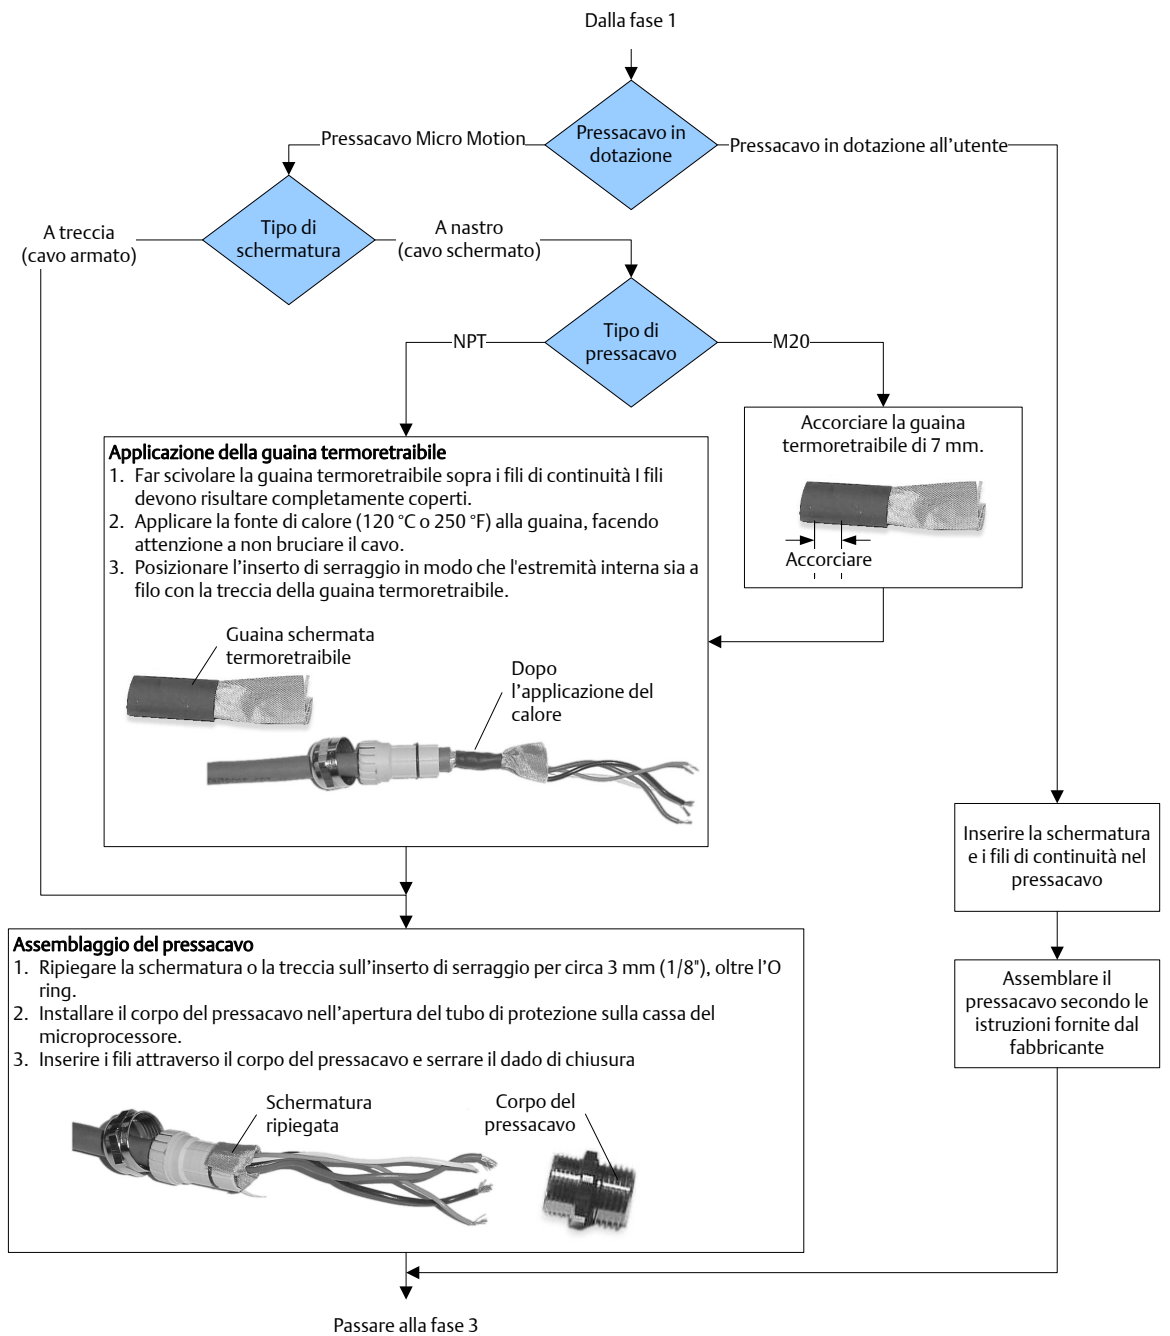 Dalla fase 1
Pressacavo in
dotazione
Pressacavo Micro Motion
Pressacavo in dotazione all’utente
Tipo di
schermatura
A treccia
(cavo armato)
A nastro
(cavo schermato)
Tipo di
pressacavo
NPT
M20
Accorciare la guaina
termoretraibile di 7 mm.
Accorciare
Applicazione della guaina termoretraibile
1. Far scivolare la guaina termoretraibile sopra i fili di continuità I fili
devono risultare completamente coperti.
2. Applicare la fonte di calore (120 °C o 250 °F) alla guaina, facendo
attenzione a non bruciare il cavo.
3. Posizionare l’inserto di serraggio in modo che l'estremità interna sia a
filo con la treccia della guaina termoretraibile.
Guaina schermata
termoretraibile
Dopo
l’applicazione del
calore
Inserire la schermatura
e i fili di continuità nel
pressacavo
Assemblare il
pressacavo secondo le
istruzioni fornite dal
fabbricante
Assemblaggio del pressacavo
1. Ripiegare la schermatura o la treccia sull’inserto di serraggio per circa 3 mm (1/8"), oltre l’O
ring.
2. Installare il corpo del pressacavo nell’apertura del tubo di protezione sulla cassa del
microprocessore.
3. Inserire i fili attraverso il corpo del pressacavo e serrare il dado di chiusura
Schermatura
ripiegata
Corpo del
pressacavo
Passare alla fase 3